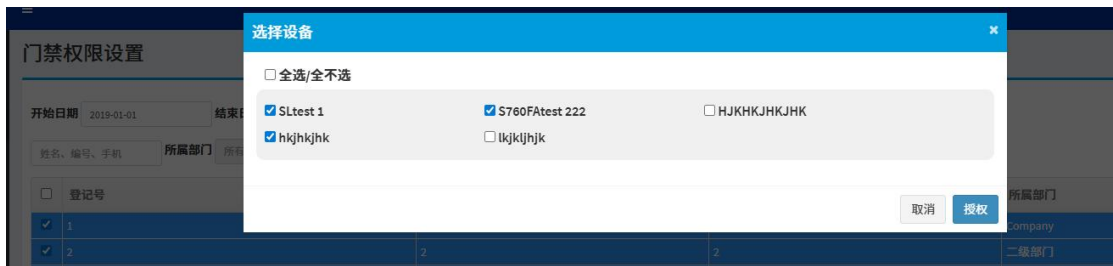 选择设备 ×
门禁权限设置
全选/全不选
开始日期 2019-01-01 结束日
SLtest 1 S760FAtest 222 HJKHKJHKJHK
hkjhkjhk lkjkljhjk
姓名、编号、手机 所属部门 所有
取消 授权
登记号 所属部门
1 Company
2 2 2 二级部门